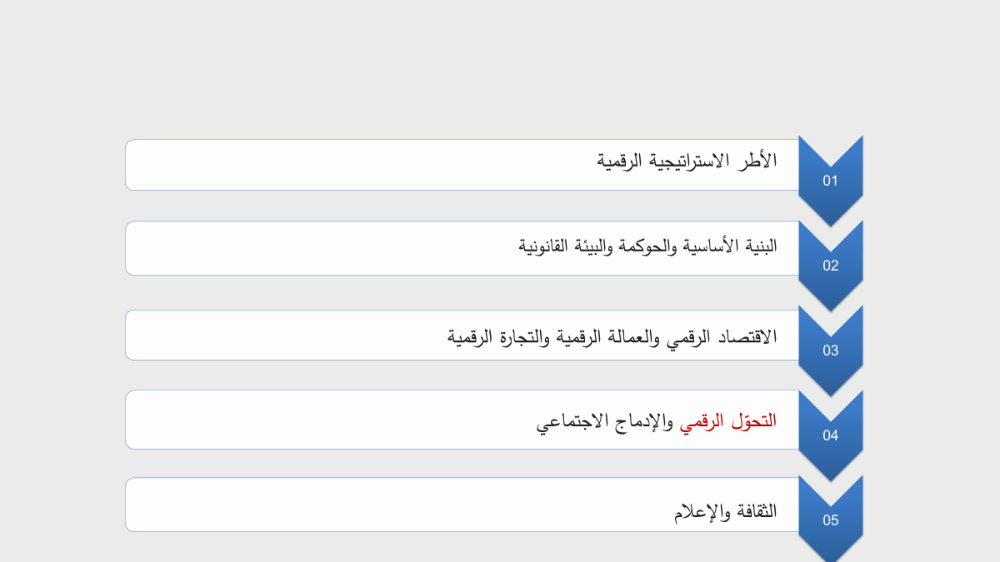 01
الأطر الاستراتيجية الرقمية
02
البنية الأساسية والحوكمة والبيئة القانونية
03
الاقتصاد الرقمي والعمالة الرقمية والتجارة الرقمية
04
التحوّل الرقمي والإدماج الاجتماعي
05
الثقافة والإعلام